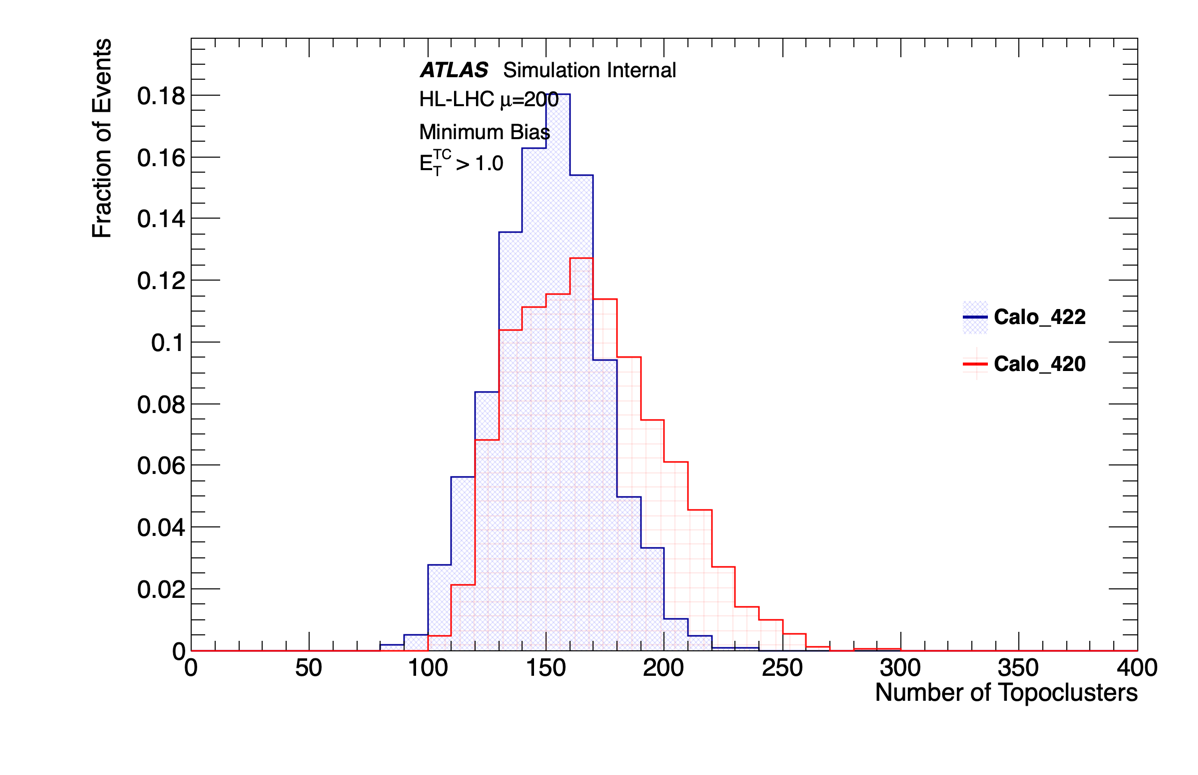 Fraction of Events
ATLAS Simulation Internal
HL-LHC μ=200
Minimum Bias
E_T^TC > 1.0
0.18
0.16
0.14
0.12
0.1
0.08
0.06
0.04
0.02
0
Calo_422
Calo_420
0 50 100 150 200 250 300 350 400
Number of Topoclusters